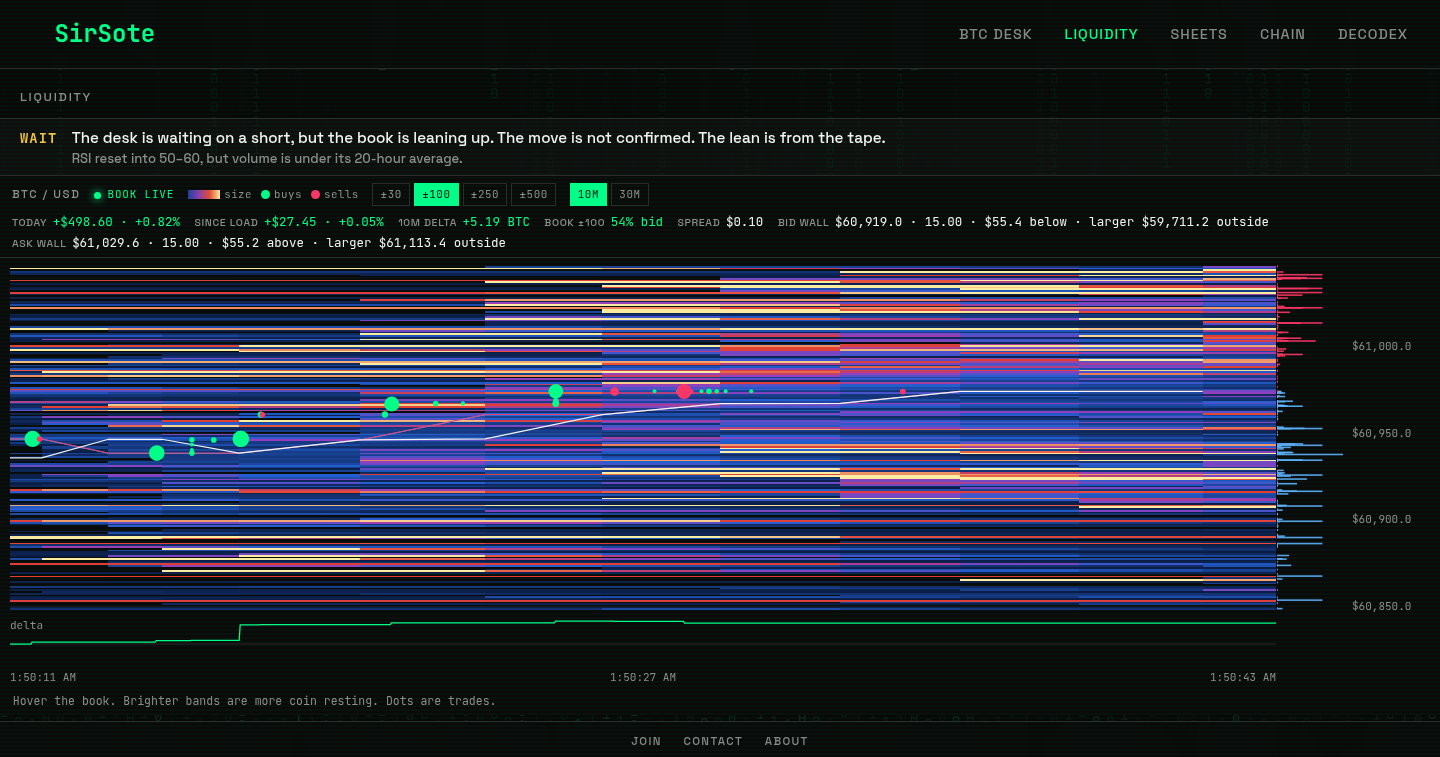 SirSote
BTC DESK LIQUIDITY SHEETS CHAIN DECODEX
LIQUIDITY
WAIT The desk is waiting on a short, but the book is leaning up. The move is not confirmed. The lean is from the tape.
RSI reset into 50–60, but volume is under its 20-hour average.
BTC / USD BOOK LIVE size buys sells ±30 ±100 ±250 ±500 10M 30M
TODAY +$498.60 · +0.82% SINCE LOAD +$27.45 · +0.05% 10M DELTA +5.19 BTC BOOK ±100 54% bid SPREAD $0.10 BID WALL $60,919.0 · 15.00 · $55.4 below · larger $59,711.2 outside
ASK WALL $61,029.6 · 15.00 · $55.2 above · larger $61,113.4 outside
$61,000.0
$60,950.0
$60,900.0
$60,850.0
delta
1:50:11 AM 1:50:27 AM 1:50:43 AM
Hover the book. Brighter bands are more coin resting. Dots are trades.
JOIN CONTACT ABOUT